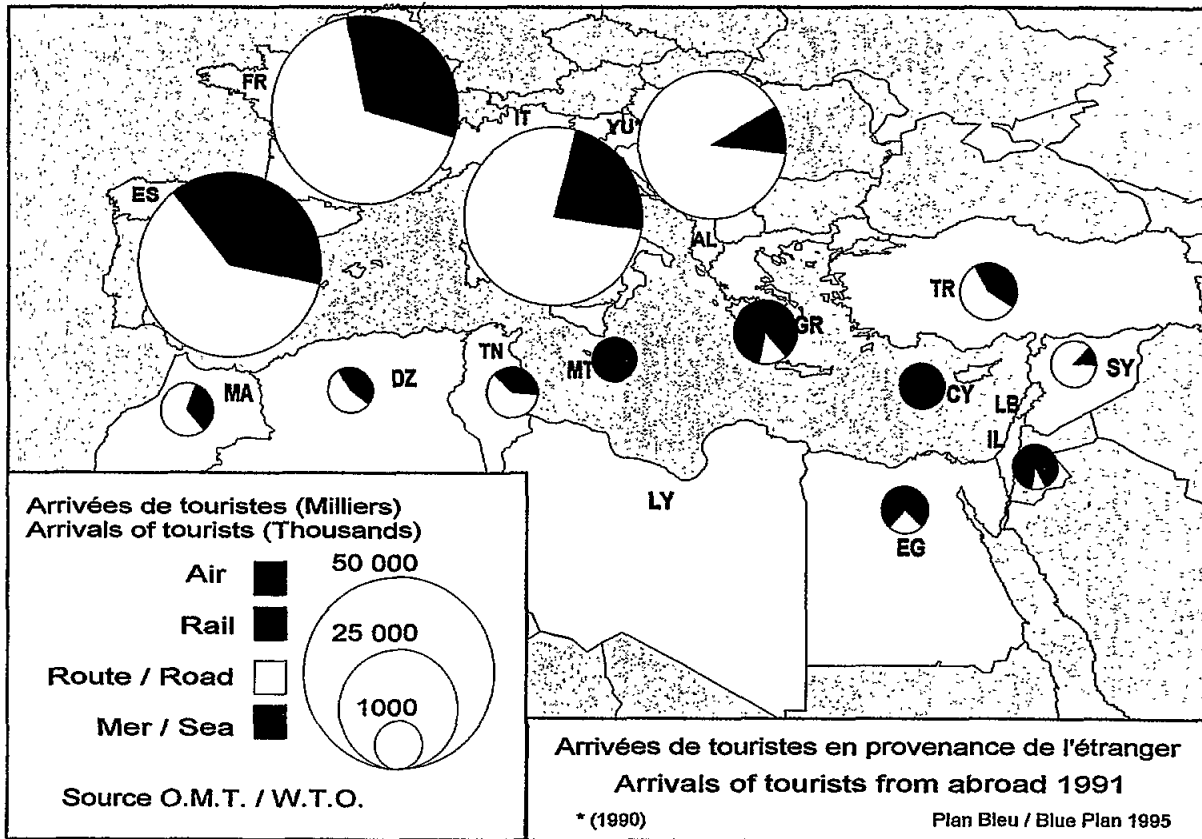 FR
IT
YU*
ES
AL
TR
GR
TN
MT
SY
MA
DZ
CY
LB
IL
LY
EG
Arrivées de touristes (Milliers)
Arrivals of tourists (Thousands)
50 000
Air
Rail
25 000
Route / Road
1000
Mer / Sea
Source O.M.T. / W.T.O.
Arrivées de touristes en provenance de l'étranger
Arrivals of tourists from abroad 1991
* (1990)
Plan Bleu / Blue Plan 1995